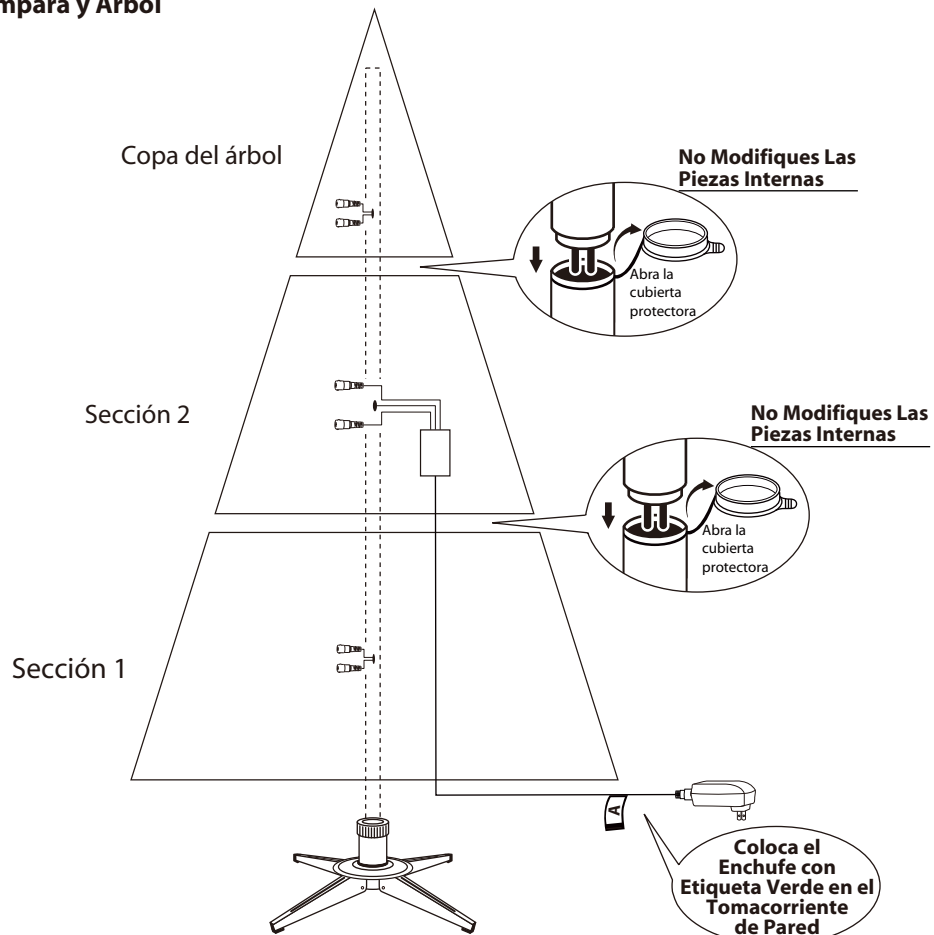 y Árbol
Copa del árbol
No Modifiques Las
Piezas Internas
Abra la
cubierta
protectora
Sección 2
No Modifiques Las
Piezas Internas
Abra la
cubierta
protectora
Sección 1
A
Coloca el
Enchufe con
Etiqueta Verde en el
Tomacorriente
de Pared